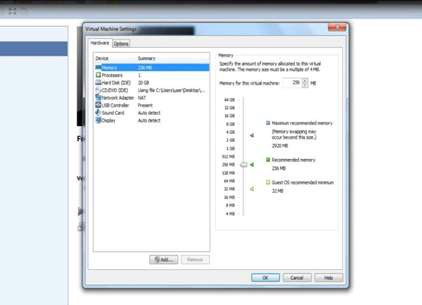 Virtual Machine Settings
Hardware
Options
Device Summary
Memory 256 MB
Processors 1
Hard Disk (IDE) 20 GB
CD/DVD (IDE) Using file C:\Users\user\Desktop\...
Network Adapter NAT
USB Controller Present
Sound Card Auto detect
Display Auto detect
Add...
Remove
Memory
Specify the amount of memory allocated to this virtual
machine. The memory size must be a multiple of 4 MB.
Memory for this virtual machine: 256 MB
64 GB
32 GB
16 GB
8 GB
4 GB
2 GB
1 GB
512 MB
256 MB
128 MB
64 MB
32 MB
16 MB
8 MB
4 MB
Maximum recommended memory
(Memory swapping may
occur beyond this size.)
2920 MB
Recommended memory
256 MB
Guest OS recommended minimum
32 MB
OK
Cancel
Help